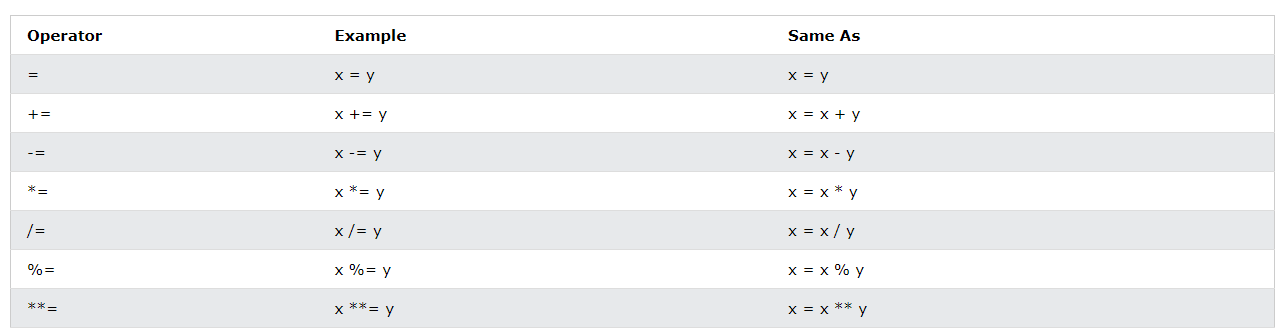 Operator Example Same As
= x = y x = y
+= x += y x = x + y
-= x -= y x = x - y
*= x *= y x = x * y
/= x /= y x = x / y
%= x %= y x = x % y
**= x **= y x = x ** y